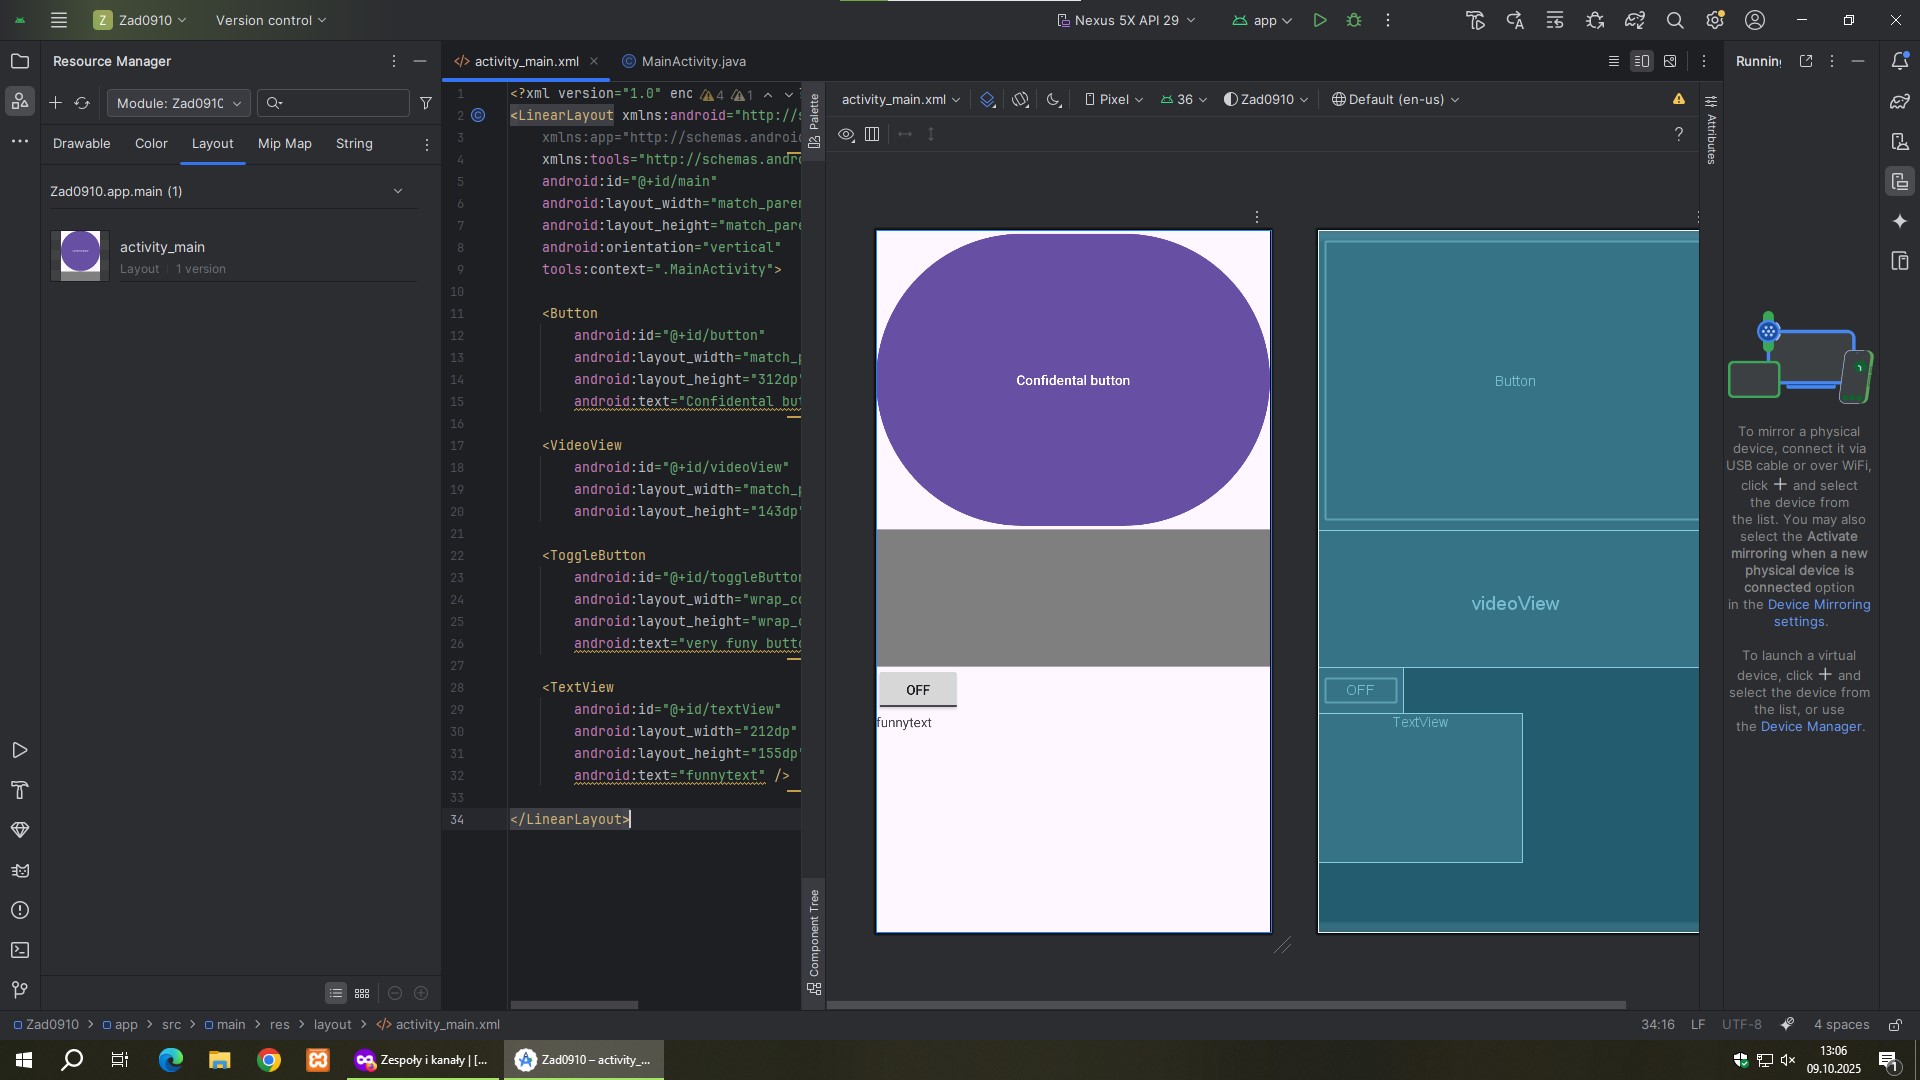 Z Zad0910
Version control
Nexus 5X API 29
app
Resource Manager
Module: Zad0910
Drawable
Color
Layout
Mip Map
String
Zad0910.app.main (1)
activity_main
Layout | 1 version
activity_main.xml
MainActivity.java
1 <?xml version="1.0" enc
4 1
2 <LinearLayout xmlns:android="http://s
3 xmlns:app="http://schemas.androi
4 xmlns:tools="http://schemas.andro
5 android:id="@+id/main"
6 android:layout_width="match_paren
7 android:layout_height="match_pare
8 android:orientation="vertical"
9 tools:context=".MainActivity">
10
11 <Button
12 android:id="@+id/button"
13 android:layout_width="match_p
14 android:layout_height="312dp"
15 android:text="Confidental but
16
17 <VideoView
18 android:id="@+id/videoView"
19 android:layout_width="match_p
20 android:layout_height="143dp"
21
22 <ToggleButton
23 android:id="@+id/toggleButton
24 android:layout_width="wrap_co
25 android:layout_height="wrap_c
26 android:text="very funy butto
27
28 <TextView
29 android:id="@+id/textView"
30 android:layout_width="212dp"
31 android:layout_height="155dp"
32 android:text="funnytext" />
33
34 </LinearLayout>
Palette
Component Tree
activity_main.xml
Pixel
36
Zad0910
Default (en-us)
?
Confidental button
OFF
funnytext
Button
videoView
OFF
TextView
Attributes
Running
To mirror a physical
device, connect it via
USB cable or over WiFi,
click + and select
the device from
the list. You may also
select the Activate
mirroring when a new
physical device is
connected option
in the Device Mirroring
settings.
To launch a virtual
device, click + and
select the device from
the list, or use
the Device Manager.
Zad0910 > app > src > main > res > layout > activity_main.xml
34:16
LF
UTF-8
4 spaces
Zespoły i kanały | [...
Zad0910 – activity_...
13:06
09.10.2025
1